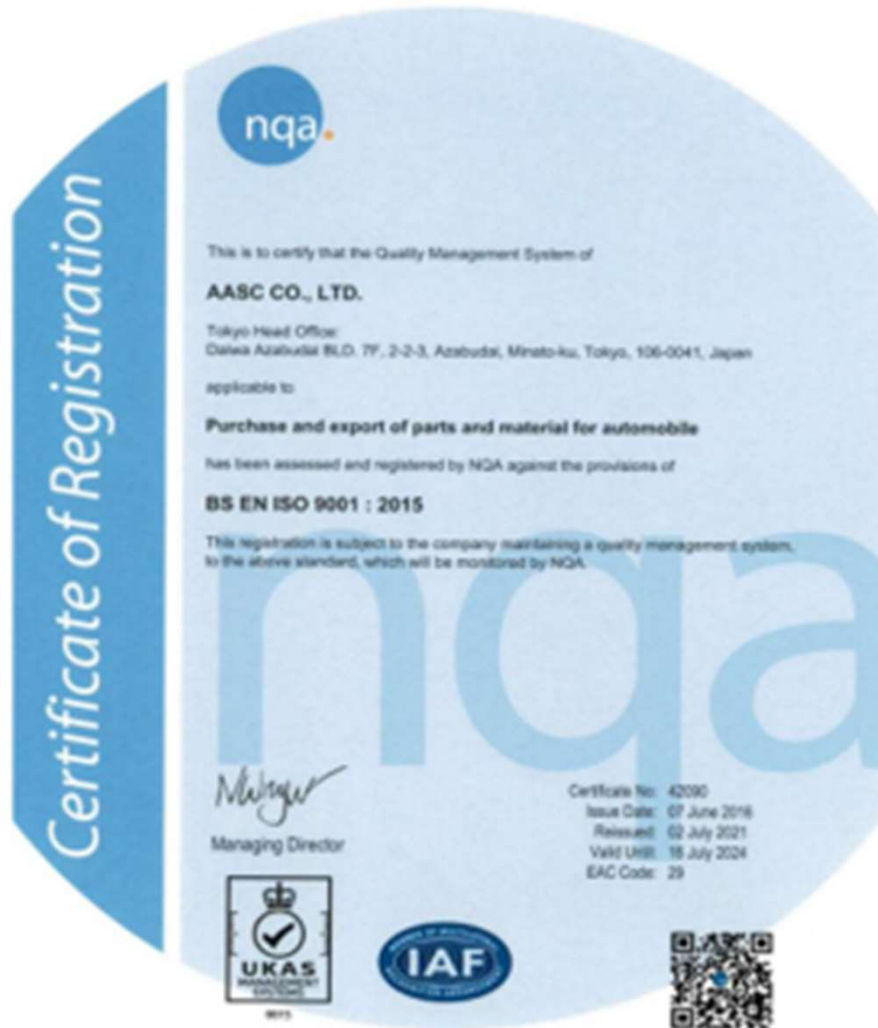 Certificate of Registration
nqa.
This is to certify that the Quality Management System of
AASC CO., LTD.
Tokyo Head Office:
Daiwa Azabudai BLD. 7F, 2-2-3, Azabudai, Minato-ku, Tokyo, 106-0041, Japan
applicable to
Purchase and export of parts and material for automobile
has been assessed and registered by NQA against the provisions of
BS EN ISO 9001 : 2015
This registration is subject to the company maintaining a quality management system,
to the above standard, which will be monitored by NQA.
nqa
Managing Director
Certificate No: 42090
Issue Date: 07 June 2016
Reissued: 02 July 2021
Valid Until: July 2024
EAC Code: 29
UKAS
MANAGEMENT
SYSTEMS
IAF